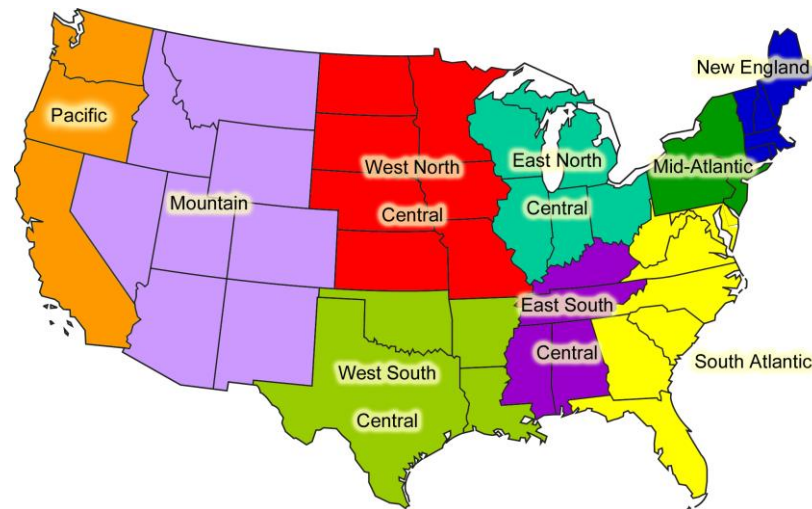 New England
Pacific
West North
East North
Mid-Atlantic
Mountain
Central
Central
East South
Central
South Atlantic
West South
Central